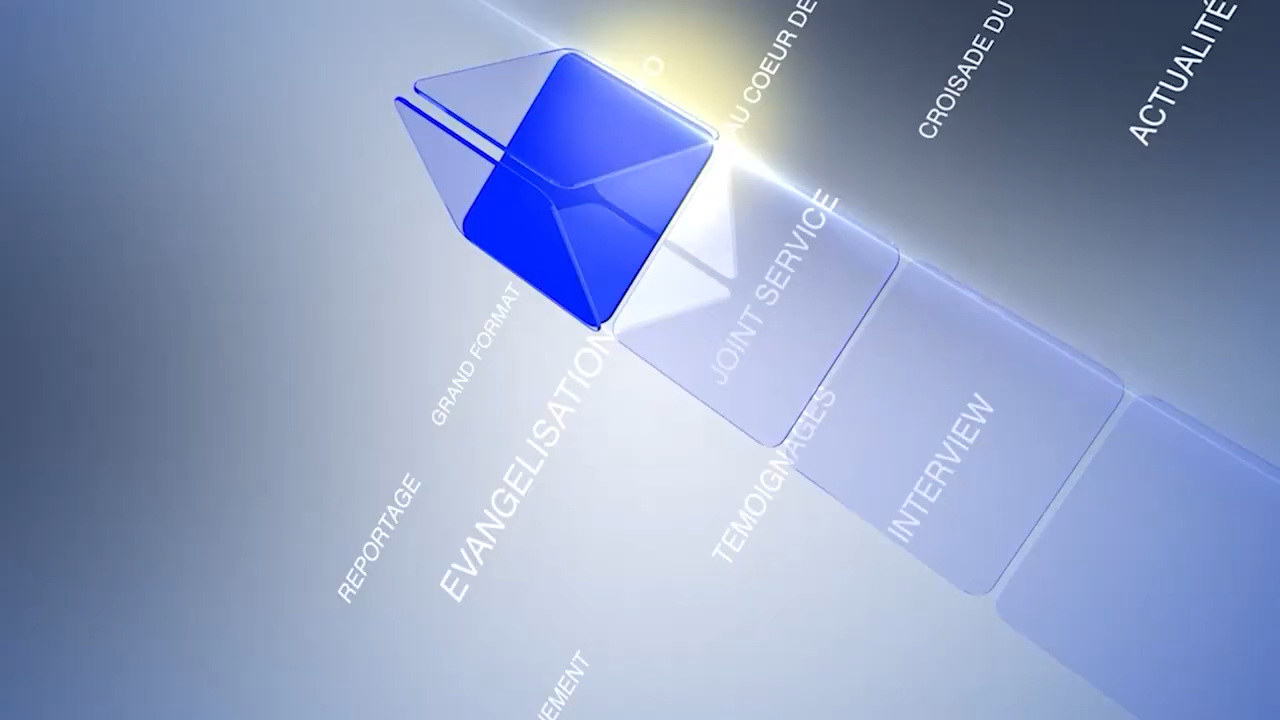 AU COEUR DE
CROISADE DU
ACTUALITÉ
JOINT SERVICE
GRAND FORMAT
EVANGELISATION
TEMOIGNAGES
INTERVIEW
REPORTAGE